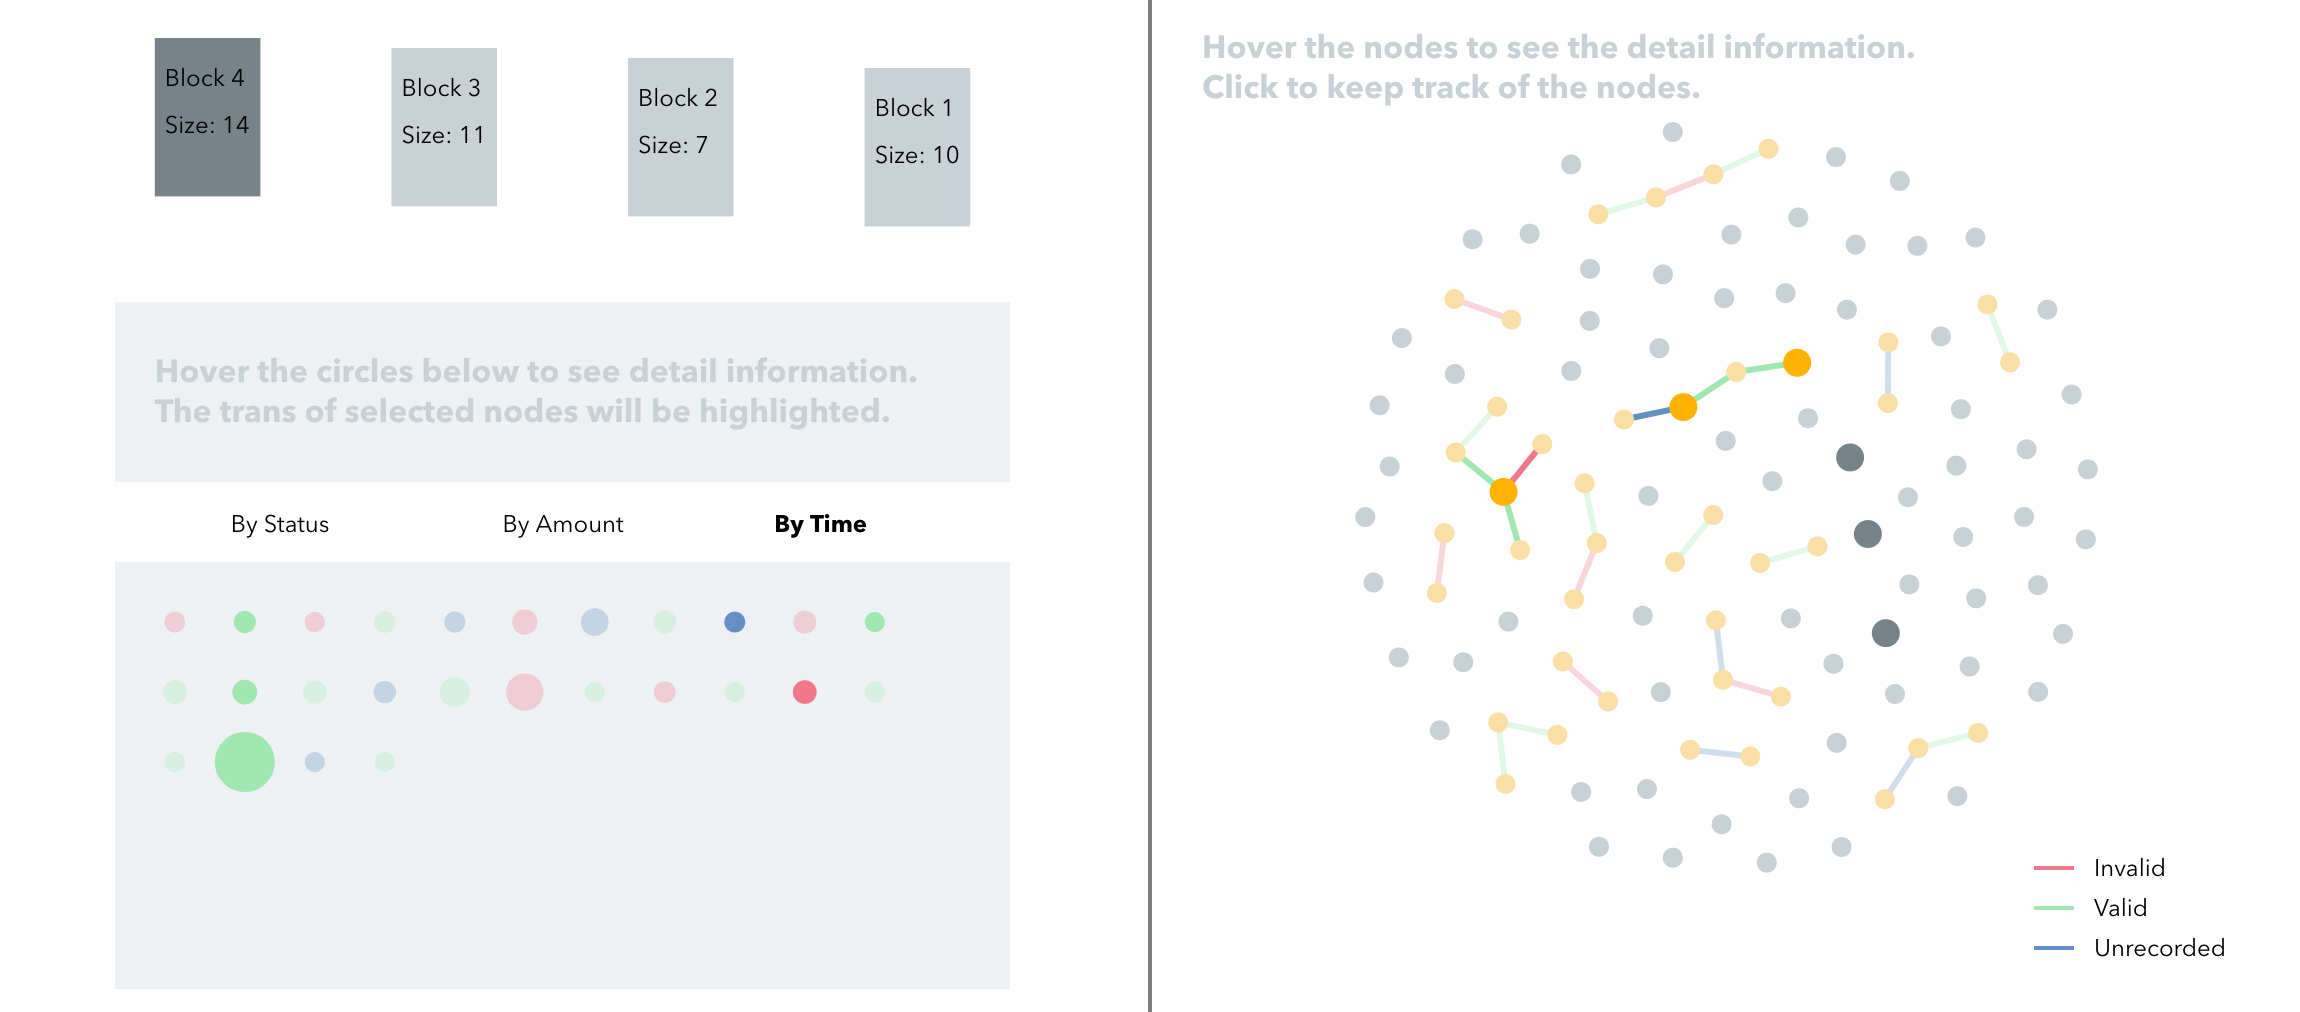 Block 4
Size: 14
Block 3
Size: 11
Block 2
Size: 7
Block 1
Size: 10
Hover the circles below to see detail information.
The trans of selected nodes will be highlighted.
By Status
By Amount
By Time
Hover the nodes to see the detail information.
Click to keep track of the nodes.
Invalid
Valid
Unrecorded